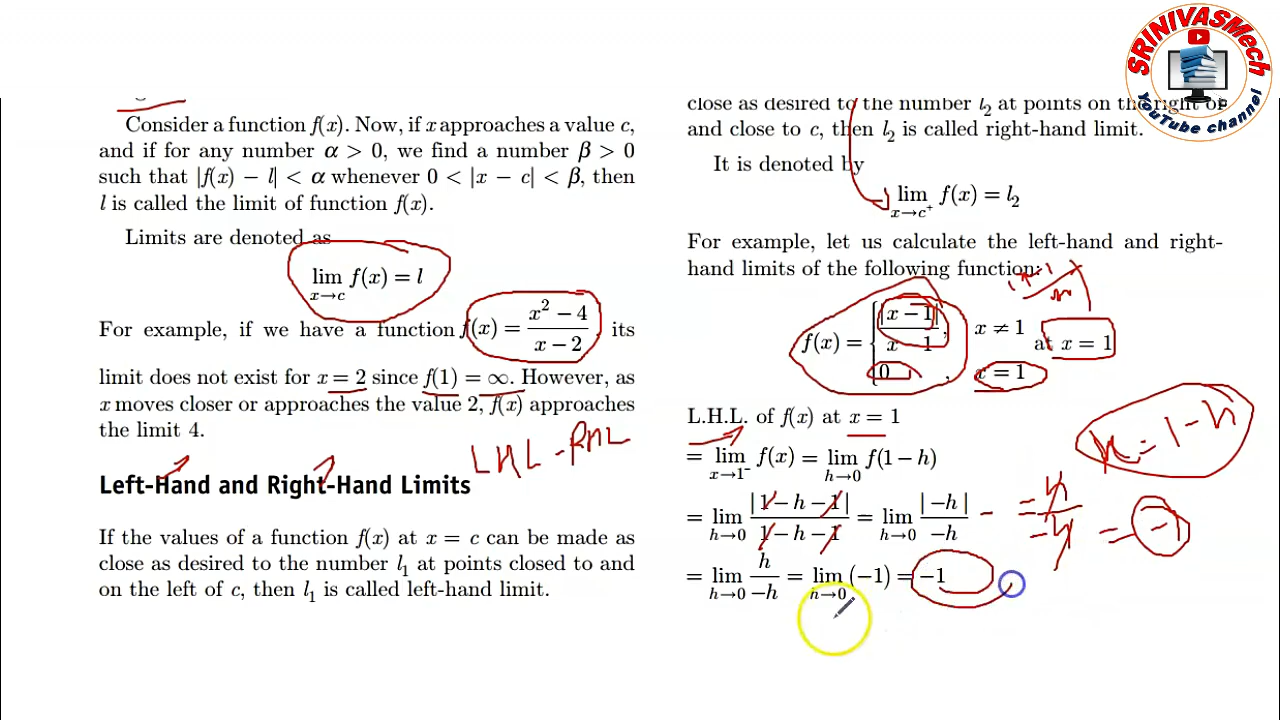 SRINIVASMech
YouTube channel
Consider a function f(x). Now, if x approaches a value c,
and if for any number α > 0, we find a number β > 0
such that |f(x) − l| < α whenever 0 < |x − c| < β, then
l is called the limit of function f(x).
Limits are denoted as
lim f(x) = l
x→c
For example, if we have a function f(x) = (x² − 4)/(x − 2) its
limit does not exist for x = 2 since f(1) = ∞. However, as
x moves closer or approaches the value 2, f(x) approaches
the limit 4.
LHL - RHL
Left-Hand and Right-Hand Limits
If the values of a function f(x) at x = c can be made as
close as desired to the number l₁ at points closed to and
on the left of c, then l₁ is called left-hand limit.
close as desired to the number l₂ at points on the right of
and close to c, then l₂ is called right-hand limit.
It is denoted by
lim f(x) = l₂
x→c⁺
For example, let us calculate the left-hand and right-
hand limits of the following function:
f(x) = { |x − 1| / x − 1 , x ≠ 1
at x = 1
0 , x = 1
L.H.L. of f(x) at x = 1
x = 1 - h
= lim x→1⁻ f(x) = lim h→0 f(1 − h)
= lim h→0 |1 − h − 1| / 1 − h − 1 = lim h→0 |−h| / −h = h / -h = -1
= lim h→0 h / −h = lim h→0 (−1) = −1